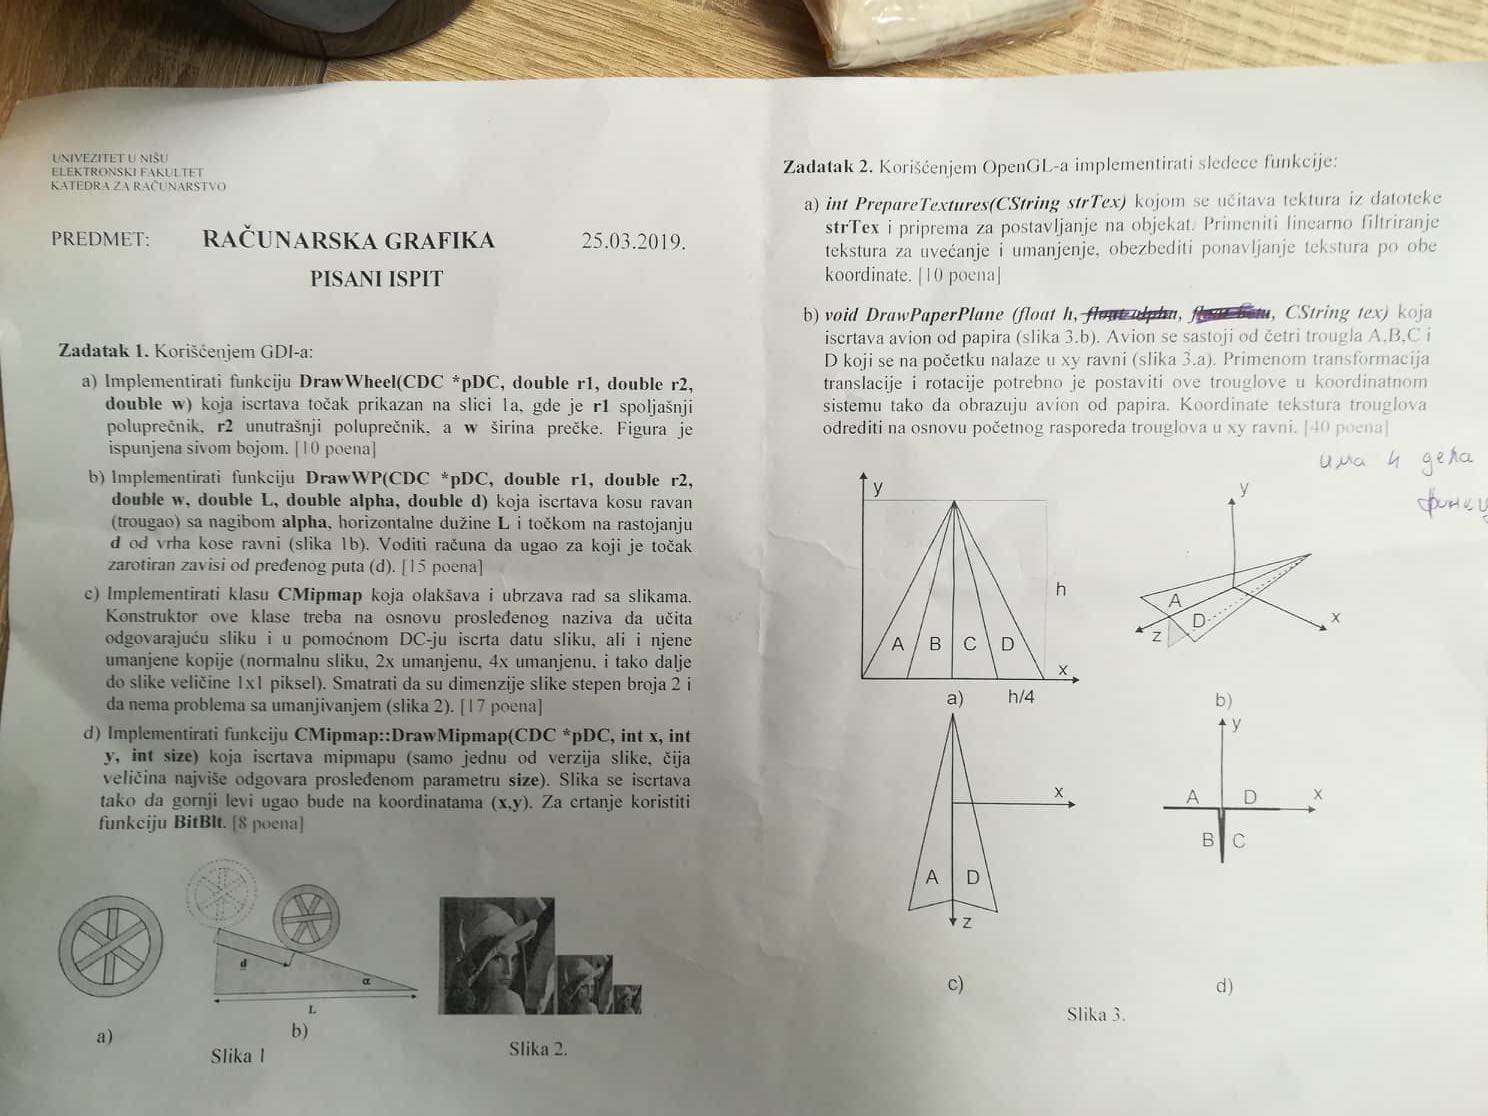 UNIVEZITET U NIŠU
ELEKTRONSKI FAKULTET
KATEDRA ZA RAČUNARSTVO
PREDMET: RAČUNARSKA GRAFIKA 25.03.2019.
PISANI ISPIT
Zadatak 1. Korišćenjem GDI-a:
a) Implementirati funkciju DrawWheel(CDC *pDC, double r1, double r2,
double w) koja iscrtava točak prikazan na slici 1a, gde je r1 spoljašnji
poluprečnik, r2 unutrašnji poluprečnik, a w širina prečke. Figura je
ispunjena sivom bojom. [10 poena]
b) Implementirati funkciju DrawWP(CDC *pDC, double r1, double r2,
double w, double L, double alpha, double d) koja iscrtava kosu ravan
(trougao) sa nagibom alpha, horizontalne dužine L i točkom na rastojanju
d od vrha kose ravni (slika 1b). Voditi računa da ugao za koji je točak
zarotiran zavisi od pređenog puta (d). [15 poena]
c) Implementirati klasu CMipmap koja olakšava i ubrzava rad sa slikama.
Konstruktor ove klase treba na osnovu prosleđenog naziva da učita
odgovarajuću sliku i u pomoćnom DC-ju iscrta datu sliku, ali i njene
umanjene kopije (normalnu sliku, 2x umanjenu, 4x umanjenu, i tako dalje
do slike veličine 1x1 piksel). Smatrati da su dimenzije slike stepen broja 2 i
da nema problema sa umanjivanjem (slika 2). [17 poena]
d) Implementirati funkciju CMipmap::DrawMipmap(CDC *pDC, int x, int
y, int size) koja iscrtava mipmapu (samo jednu od verzija slike, čija
veličina najviše odgovara prosleđenom parametru size). Slika se iscrtava
tako da gornji levi ugao bude na koordinatama (x,y). Za crtanje koristiti
funkciju BitBlt. [8 poena]
d
α
L
a)
b)
Slika 1
Slika 2.
Zadatak 2. Korišćenjem OpenGL-a implementirati sledece funkcije:
a) int PrepareTextures(CString strTex) kojom se učitava tektura iz datoteke
strTex i priprema za postavljanje na objekat. Primeniti linearno filtriranje
tekstura za uvećanje i umanjenje, obezbediti ponavljanje tekstura po obe
koordinate. [10 poena]
b) void DrawPaperPlane (float h, float alpha, float beta, CString tex) koja
iscrtava avion od papira (slika 3.b). Avion se sastoji od četri trougla A,B,C i
D koji se na početku nalaze u xy ravni (slika 3.a). Primenom transformacija
translacije i rotacije potrebno je postaviti ove trouglove u koordinatnom
sistemu tako da obrazuju avion od papira. Koordinate tekstura trouglova
odrediti na osnovu početnog rasporeda trouglova u xy ravni. [40 poena]
има 4 дела
y
h
A B C D
x
a)
h/4
y
A
D
z
x
b)
x
A D
z
c)
y
A D x
B C
d)
Slika 3.